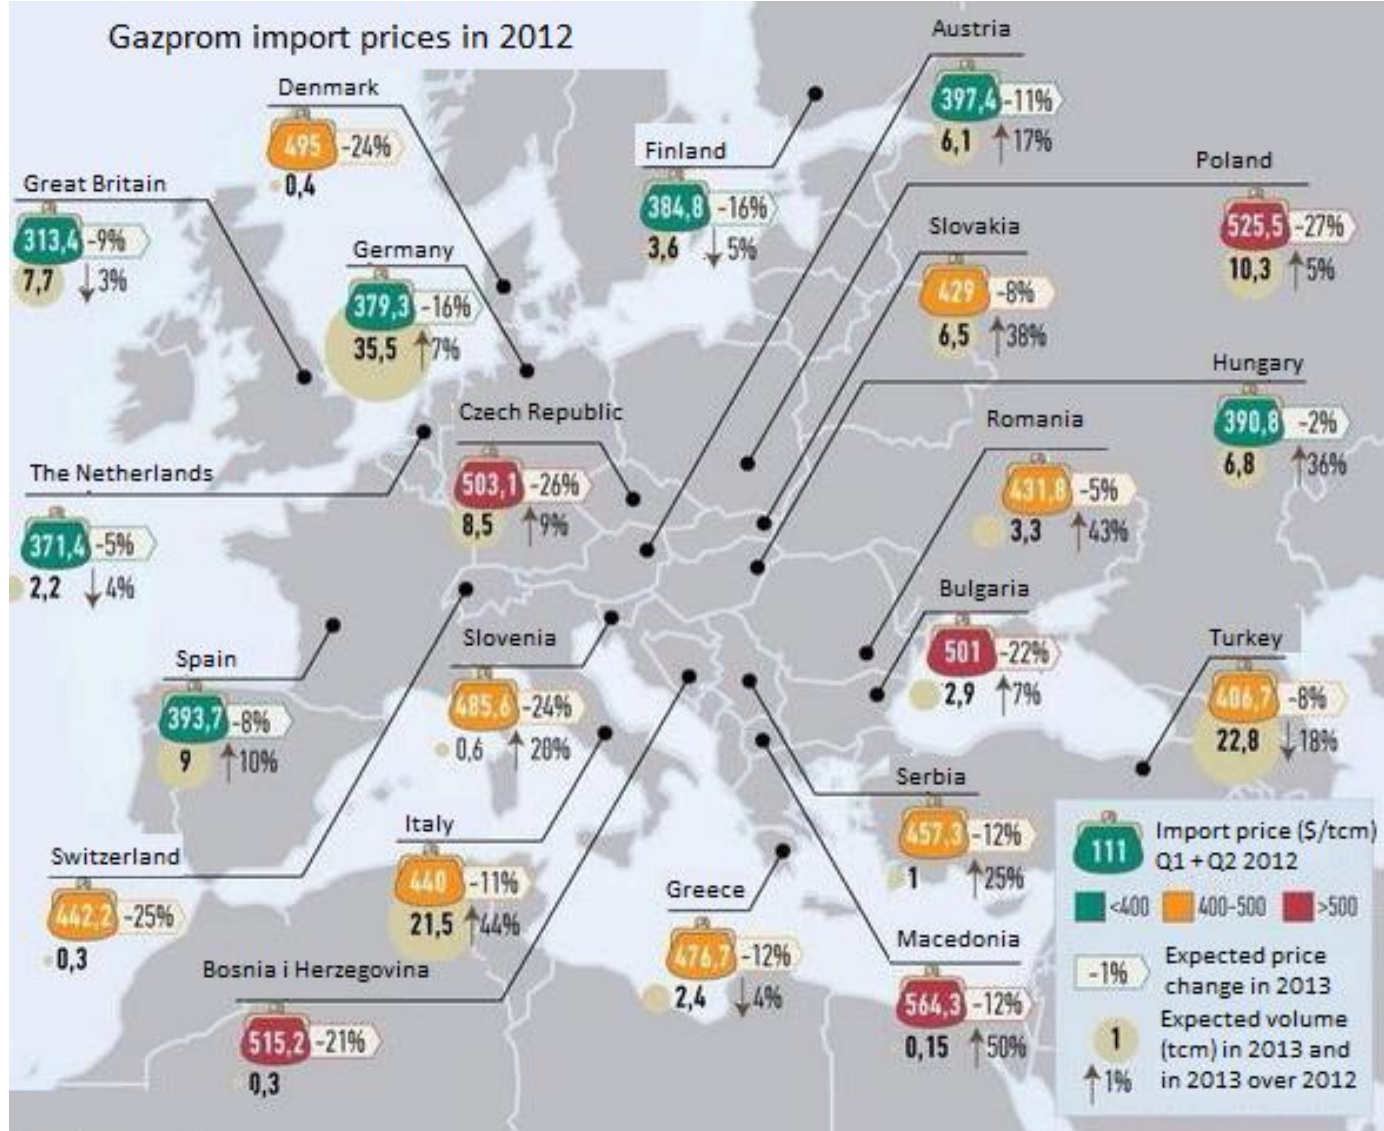 Gazprom import prices in 2012
Austria
397,4 -11%
6,1 ↑ 17%
Denmark
495 -24%
0,4
Finland
384,8 -16%
3,6 ↓ 5%
Poland
525,5 -27%
10,3 ↑ 5%
Great Britain
313,4 -9%
7,7 ↓ 3%
Germany
379,3 -16%
35,5 ↑ 7%
Slovakia
429 -8%
6,5 ↑ 38%
Hungary
390,8 -2%
6,8 ↑ 36%
Czech Republic
503,1 -26%
8,5 ↑ 9%
Romania
431,8 -5%
3,3 ↑ 43%
The Netherlands
371,4 -5%
2,2 ↓ 4%
Bulgaria
501 -22%
2,9 ↑ 7%
Turkey
406,7 -8%
22,8 ↓ 18%
Spain
393,7 -8%
9 ↑ 10%
Slovenia
485,6 -24%
0,6 ↑ 20%
Serbia
457,3 -12%
1 ↑ 25%
Italy
440 -11%
21,5 ↑ 44%
Switzerland
442,2 -25%
0,3
Greece
476,7 -12%
2,4 ↓ 4%
Macedonia
564,3 -12%
0,15 ↑ 50%
Bosnia i Herzegovina
515,2 -21%
0,3
111 Import price ($/tcm)
Q1 + Q2 2012
<400 400-500 >500
-1% Expected price
change in 2013
1 Expected volume
(tcm) in 2013 and
↑ 1% in 2013 over 2012